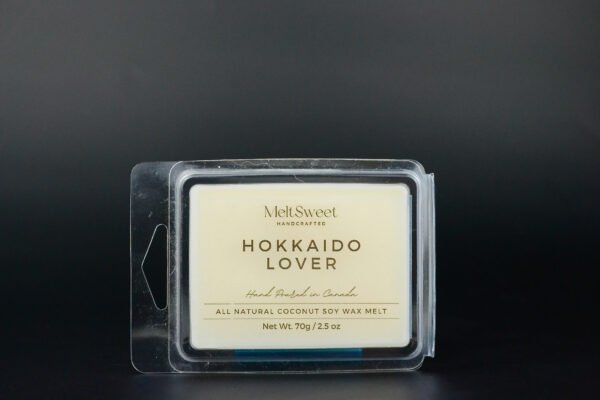 MeltSweet
HANDCRAFTED
HOKKAIDO
LOVER
Hand Poured in Canada
ALL NATURAL COCONUT SOY WAX MELT
Net Wt. 70g / 2.5 oz